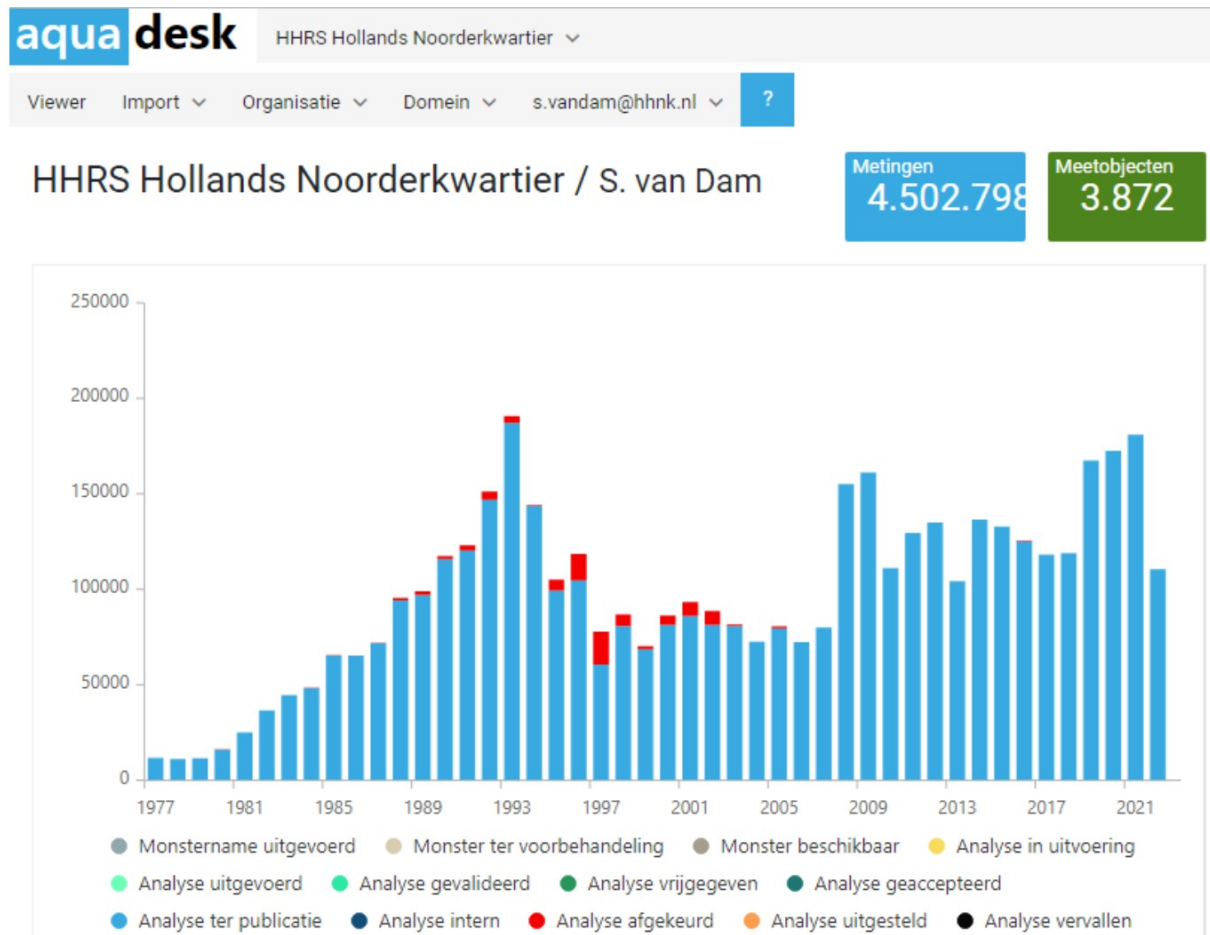 aqua desk HHRS Hollands Noorderkwartier
Viewer Import Organisatie Domein s.vandam@hhnk.nl ?
HHRS Hollands Noorderkwartier / S. van Dam
Metingen Meetobjecten
4.502.798 3.872
250000
200000
150000
100000
50000
0
1977 1981 1985 1989 1993 1997 2001 2005 2009 2013 2017 2021
Monstername uitgevoerd Monster ter voorbehandeling Monster beschikbaar Analyse in uitvoering
Analyse uitgevoerd Analyse gevalideerd Analyse vrijgegeven Analyse geaccepteerd
Analyse ter publicatie Analyse intern Analyse afgekeurd Analyse uitgesteld Analyse vervallen